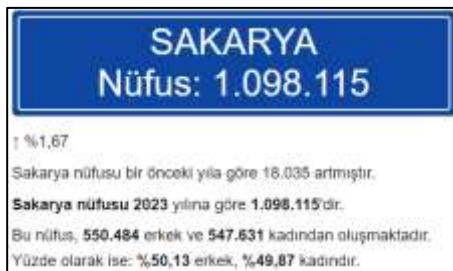 SAKARYA
Nüfus: 1.098.115
↑ %1,67
Sakarya nüfusu bir önceki yıla göre 18.035 artmıştır.
Sakarya nüfusu 2023 yılına göre 1.098.115'dir.
Bu nüfus, 550.484 erkek ve 547.631 kadından oluşmaktadır.
Yüzde olarak ise: %50,13 erkek, %49,87 kadındır.